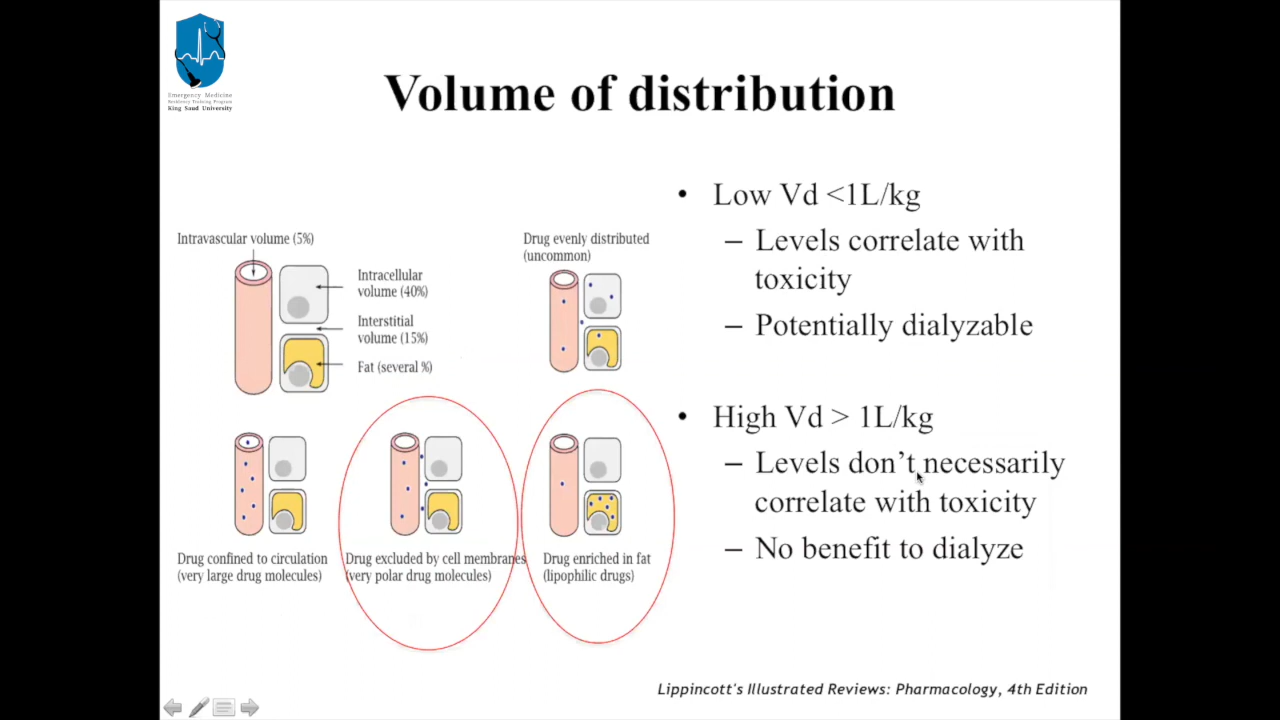 Emergency Medicine
Residency Training Program
King Saud University
Volume of distribution
Intravascular volume (5%)
Intracellular
volume (40%)
Interstitial
volume (15%)
Fat (several %)
Drug evenly distributed
(uncommon)
Drug confined to circulation
(very large drug molecules)
Drug excluded by cell membranes
(very polar drug molecules)
Drug enriched in fat
(lipophilic drugs)
• Low Vd <1L/kg
– Levels correlate with
toxicity
– Potentially dialyzable
• High Vd > 1L/kg
– Levels don’t necessarily
correlate with toxicity
– No benefit to dialyze
Lippincott's Illustrated Reviews: Pharmacology, 4th Edition